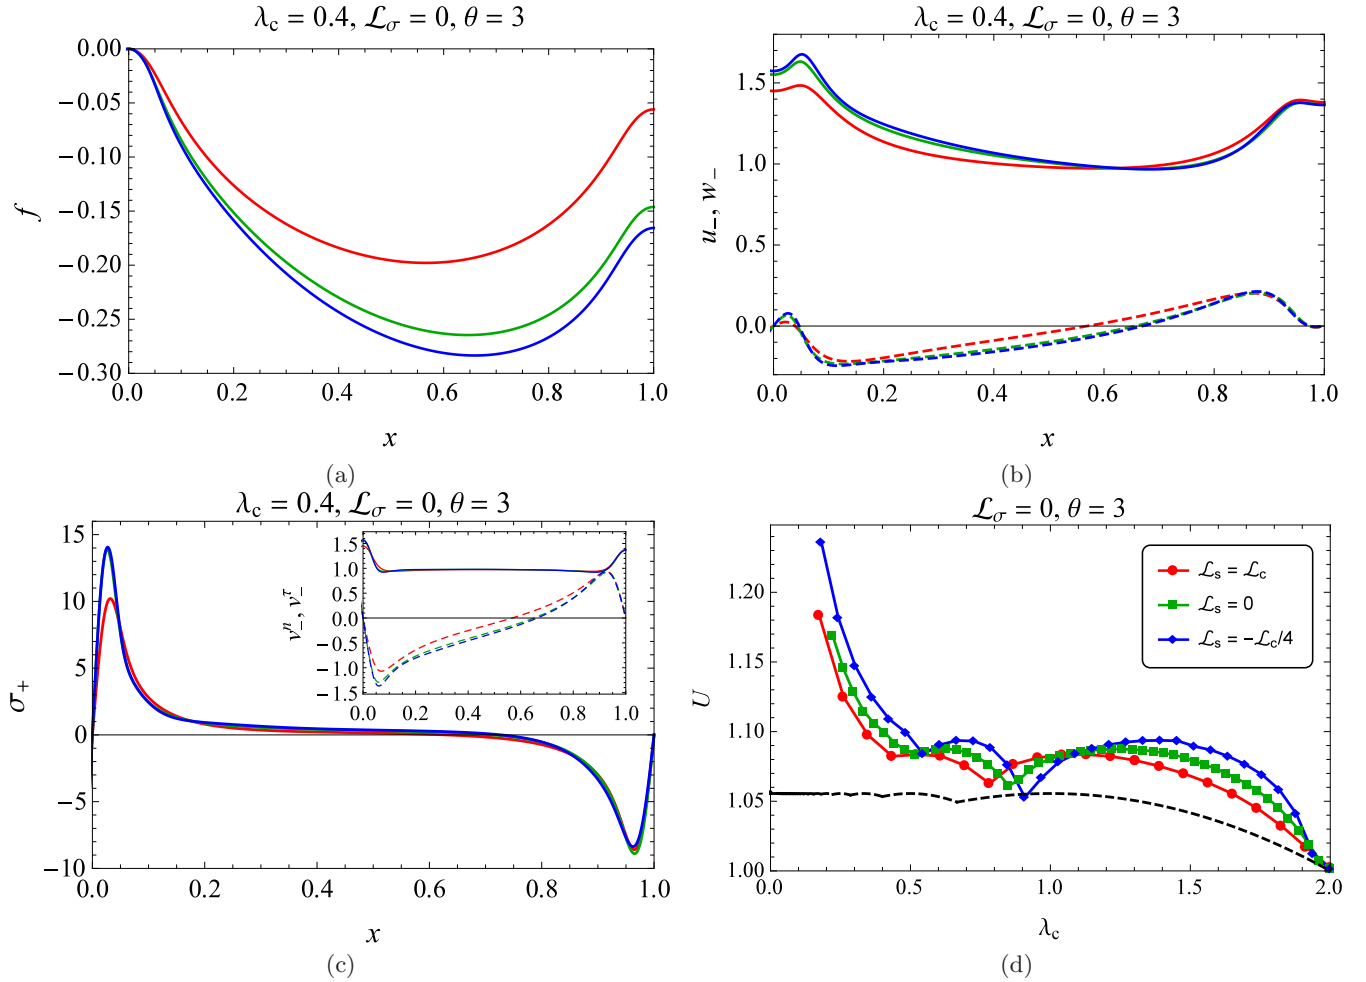 λc = 0.4, ℒσ = 0, θ = 3
0.00
−0.05
−0.10
−0.15
−0.20
−0.25
−0.30
f
0.0 0.2 0.4 0.6 0.8 1.0
x
(a)
λc = 0.4, ℒσ = 0, θ = 3
1.5
1.0
0.5
0.0
u−, w−
0.0 0.2 0.4 0.6 0.8 1.0
x
(b)
λc = 0.4, ℒσ = 0, θ = 3
15
10
5
0
−5
−10
σ+
0.0 0.2 0.4 0.6 0.8 1.0
x
1.5
1.0
0.5
0.0
−0.5
−1.0
−1.5
v−ⁿ, v−ᵀ
0.0 0.2 0.4 0.6 0.8 1.0
(c)
ℒσ = 0, θ = 3
1.20
1.15
1.10
1.05
1.00
U
ℒs = ℒc
ℒs = 0
ℒs = −ℒc/4
0.0 0.5 1.0 1.5 2.0
λc
(d)